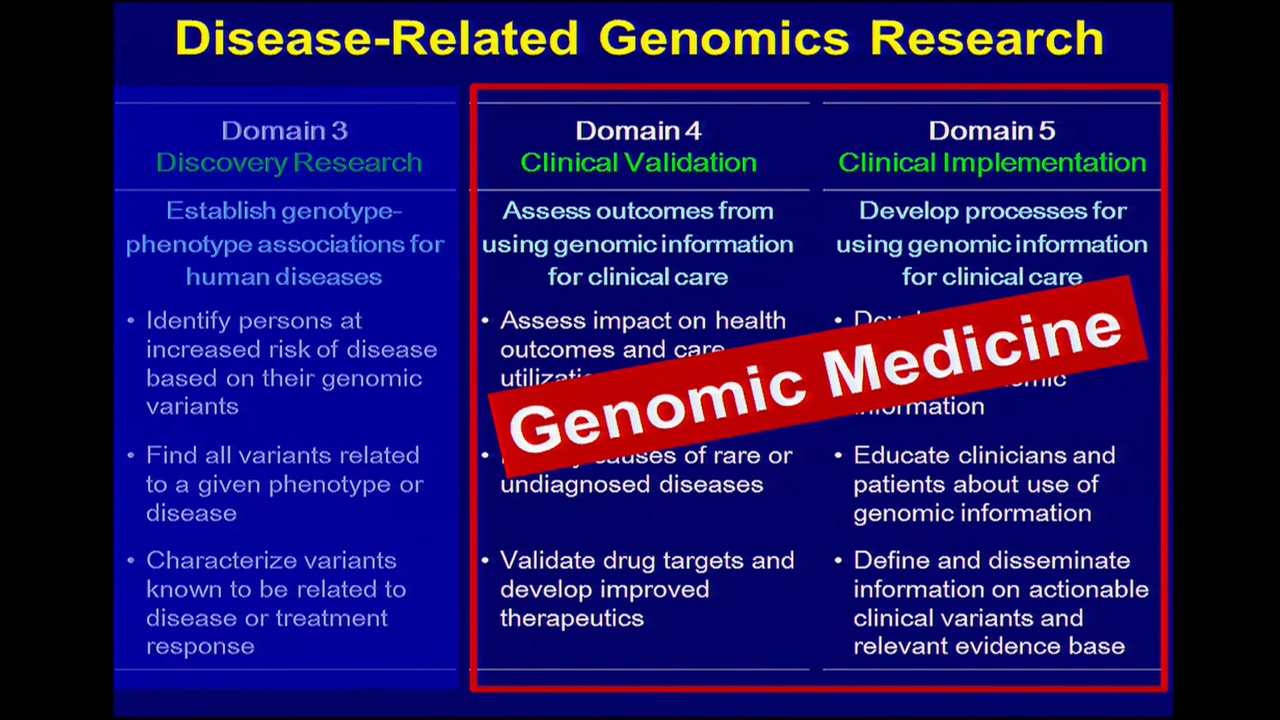 Disease-Related Genomics Research
Domain 3
Discovery Research
Establish genotype-
phenotype associations for
human diseases
• Identify persons at
increased risk of disease
based on their genomic
variants
• Find all variants related
to a given phenotype or
disease
• Characterize variants
known to be related to
disease or treatment
response
Domain 4
Clinical Validation
Assess outcomes from
using genomic information
for clinical care
• Assess impact on health
outcomes and care
• causes of rare or
undiagnosed diseases
• Validate drug targets and
develop improved
therapeutics
Domain 5
Clinical Implementation
Develop processes for
using genomic information
for clinical care
•
information
• Educate clinicians and
patients about use of
genomic information
• Define and disseminate
information on actionable
clinical variants and
relevant evidence base
Genomic Medicine